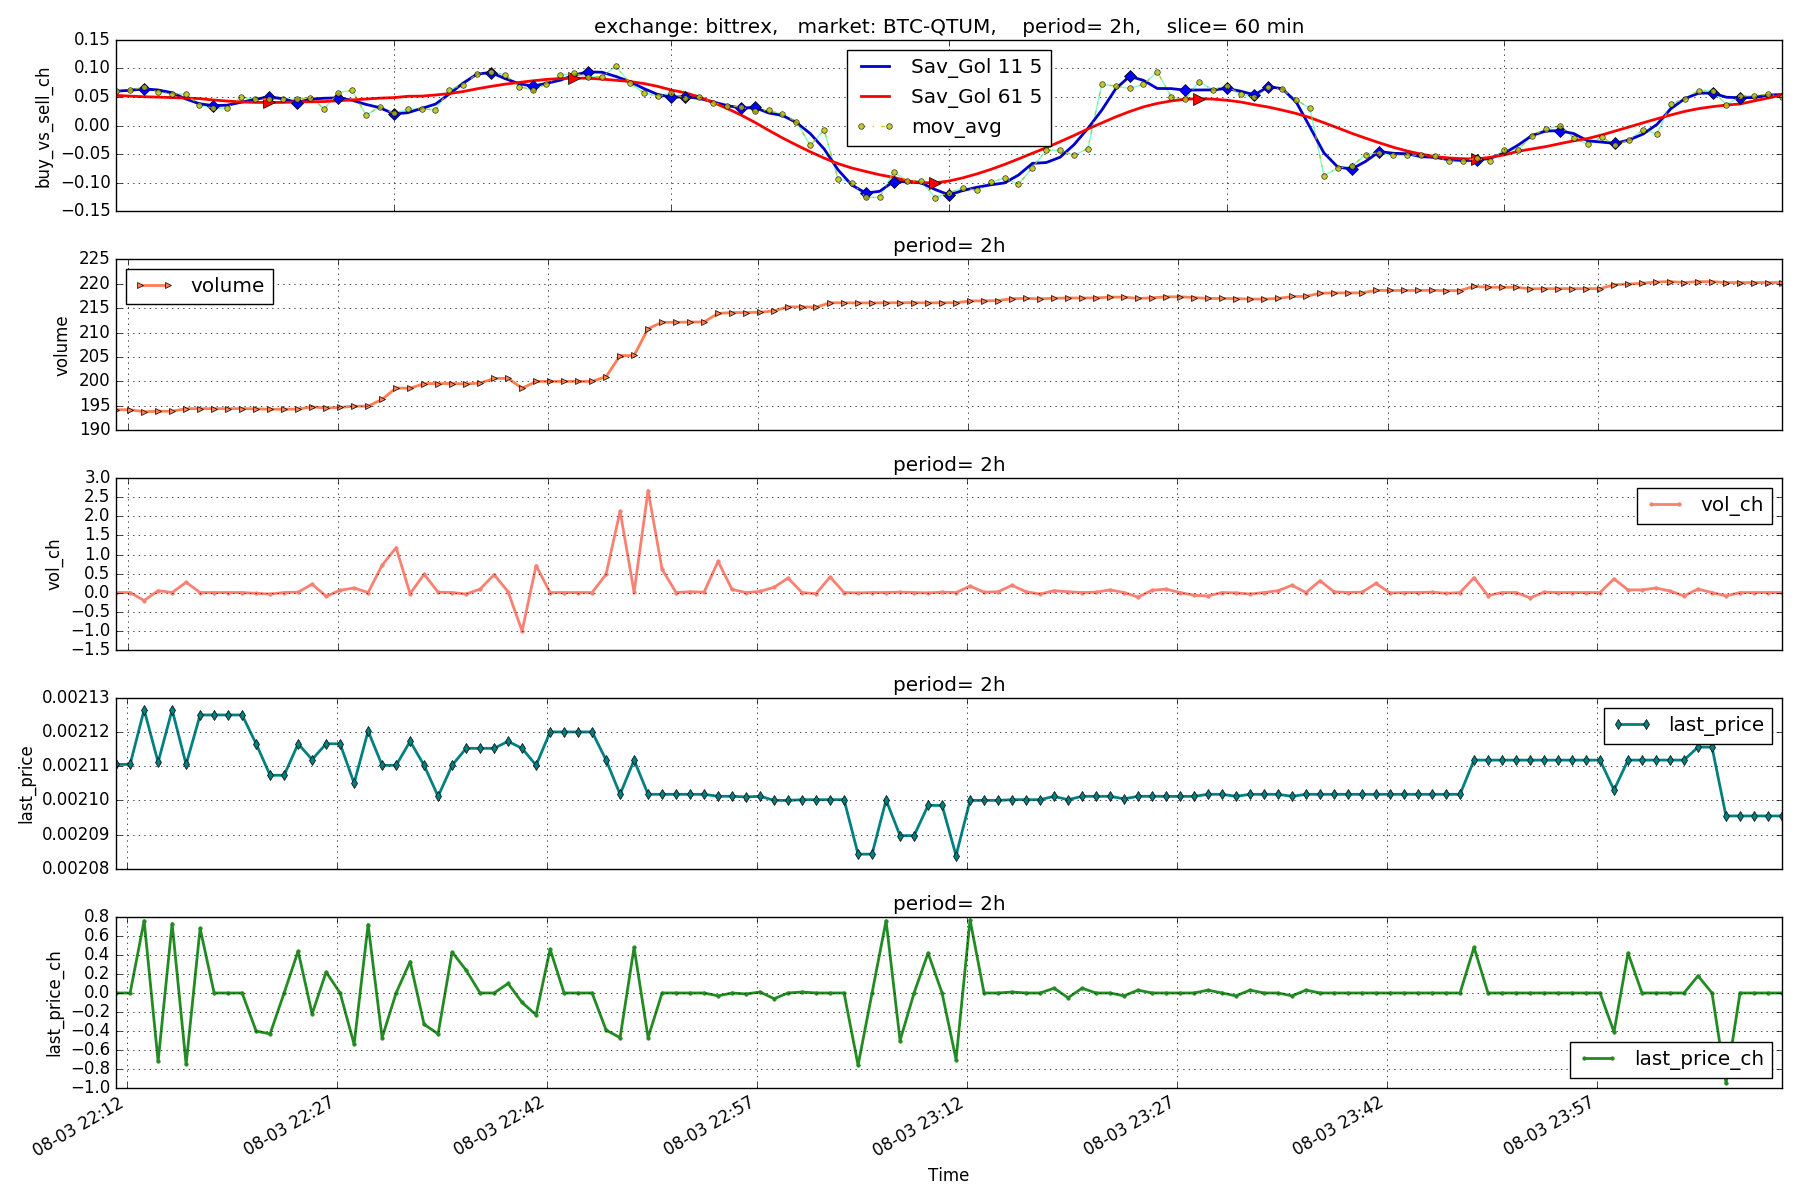 exchange: bittrex,   market: BTC-QTUM,    period= 2h,    slice= 60 min
0.15
0.10
0.05
0.00
−0.05
−0.10
−0.15
buy_vs_sell_ch
Sav_Gol 11 5
Sav_Gol 61 5
mov_avg
period= 2h
225
220
215
210
205
200
195
190
volume
volume
period= 2h
3.0
2.5
2.0
1.5
1.0
0.5
0.0
−0.5
−1.0
−1.5
vol_ch
vol_ch
period= 2h
0.00213
0.00212
0.00211
0.00210
0.00209
0.00208
last_price
last_price
period= 2h
0.8
0.6
0.4
0.2
0.0
−0.2
−0.4
−0.6
−0.8
−1.0
last_price_ch
last_price_ch
08-03 22:12
08-03 22:27
08-03 22:42
08-03 22:57
08-03 23:12
08-03 23:27
08-03 23:42
08-03 23:57
Time